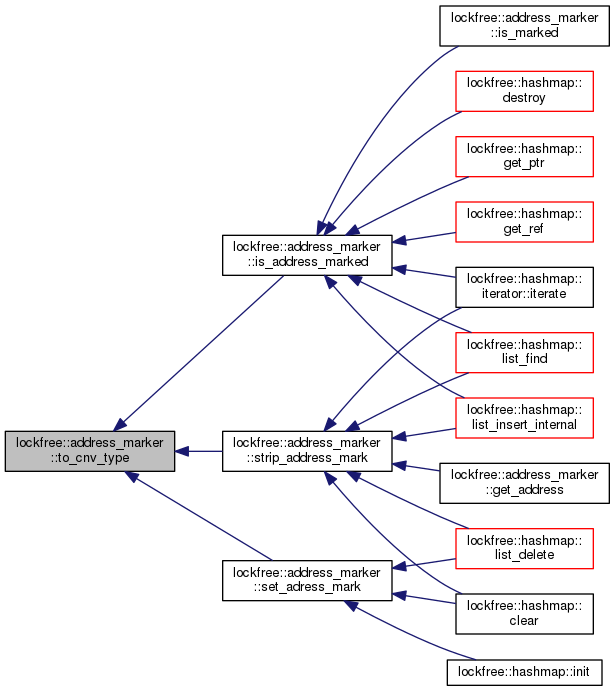 lockfree::address_marker
::is_marked
lockfree::hashmap::
destroy
lockfree::hashmap::
get_ptr
lockfree::hashmap::
get_ref
lockfree::address_marker
::is_address_marked
lockfree::hashmap::
iterator::iterate
lockfree::hashmap::
list_find
lockfree::hashmap::
list_insert_internal
lockfree::address_marker
::to_cnv_type
lockfree::address_marker
::strip_address_mark
lockfree::address_marker
::get_address
lockfree::hashmap::
list_delete
lockfree::address_marker
::set_adress_mark
lockfree::hashmap::
clear
lockfree::hashmap::init